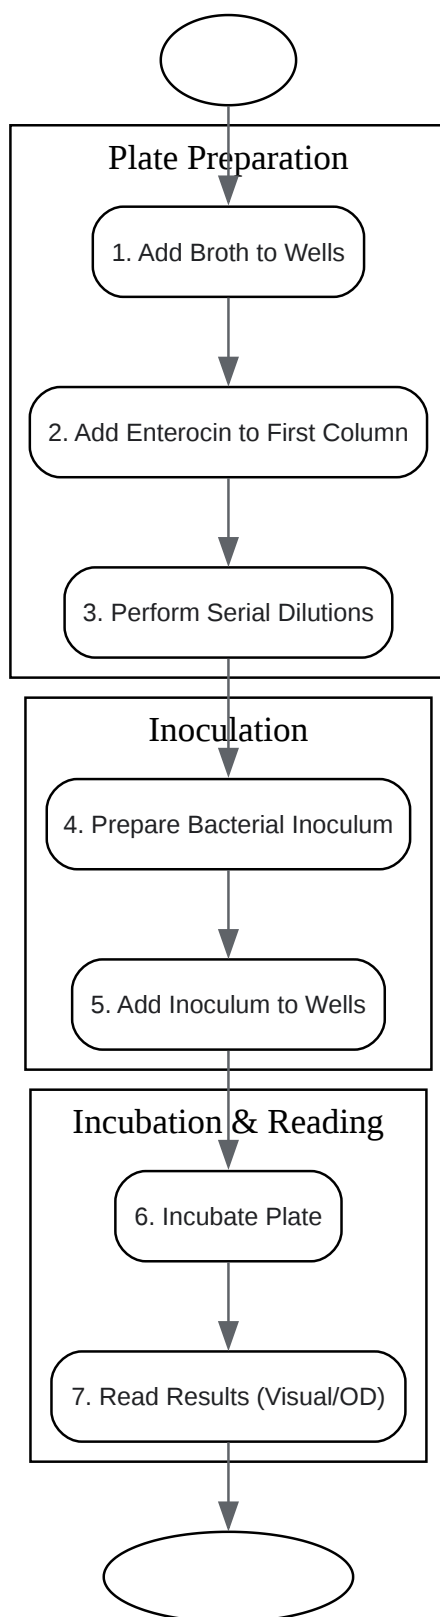 Plate Preparation
1. Add Broth to Wells
2. Add Enterocin to First Column
3. Perform Serial Dilutions
Inoculation
4. Prepare Bacterial Inoculum
5. Add Inoculum to Wells
Incubation & Reading
6. Incubate Plate
7. Read Results (Visual/OD)